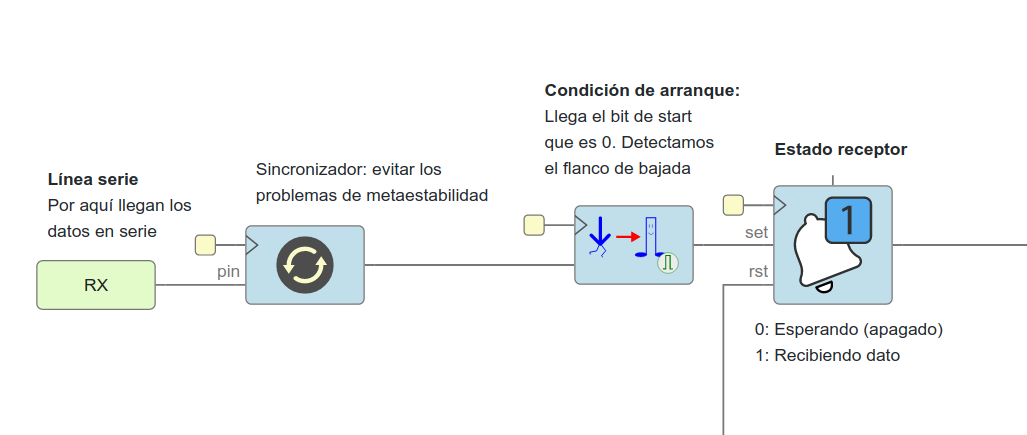 Condición de arranque:
Llega el bit de start
que es 0. Detectamos
el flanco de bajada
Estado receptor
Sincronizador: evitar los
problemas de metaestabilidad
Línea serie
Por aquí llegan los
datos en serie
RX
pin
set
rst
1
0: Esperando (apagado)
1: Recibiendo dato